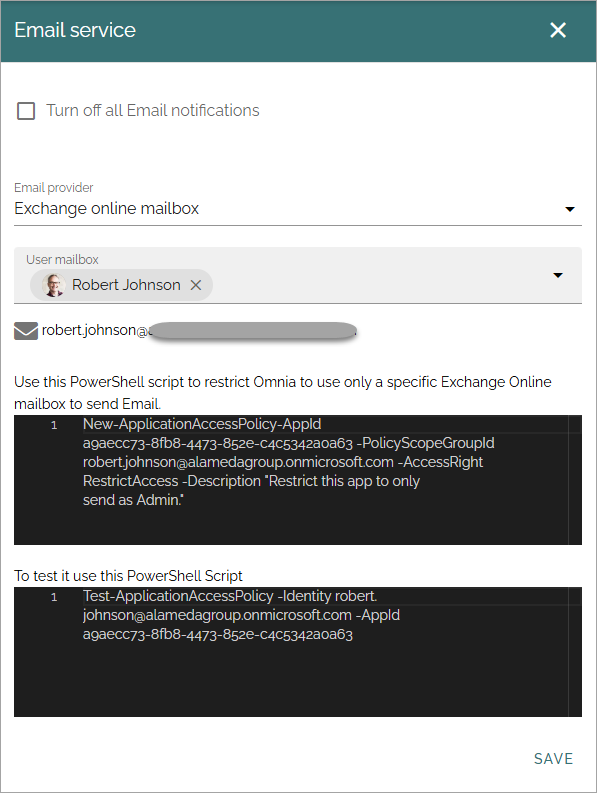 Email service
Turn off all Email notifications
Email provider
Exchange online mailbox
User mailbox
Robert Johnson
robert.johnson@
Use this PowerShell script to restrict Omnia to use only a specific Exchange Online
mailbox to send Email.
1 New-ApplicationAccessPolicy-AppId
a9aecc73-8fb8-4473-852e-c4c5342a0a63 -PolicyScopeGroupId
robert.johnson@alamedagroup.onmicrosoft.com -AccessRight
RestrictAccess -Description "Restrict this app to only
send as Admin."
To test it use this PowerShell Script
1 Test-ApplicationAccessPolicy -Identity robert.
johnson@alamedagroup.onmicrosoft.com -AppId
a9aecc73-8fb8-4473-852e-c4c5342a0a63
SAVE